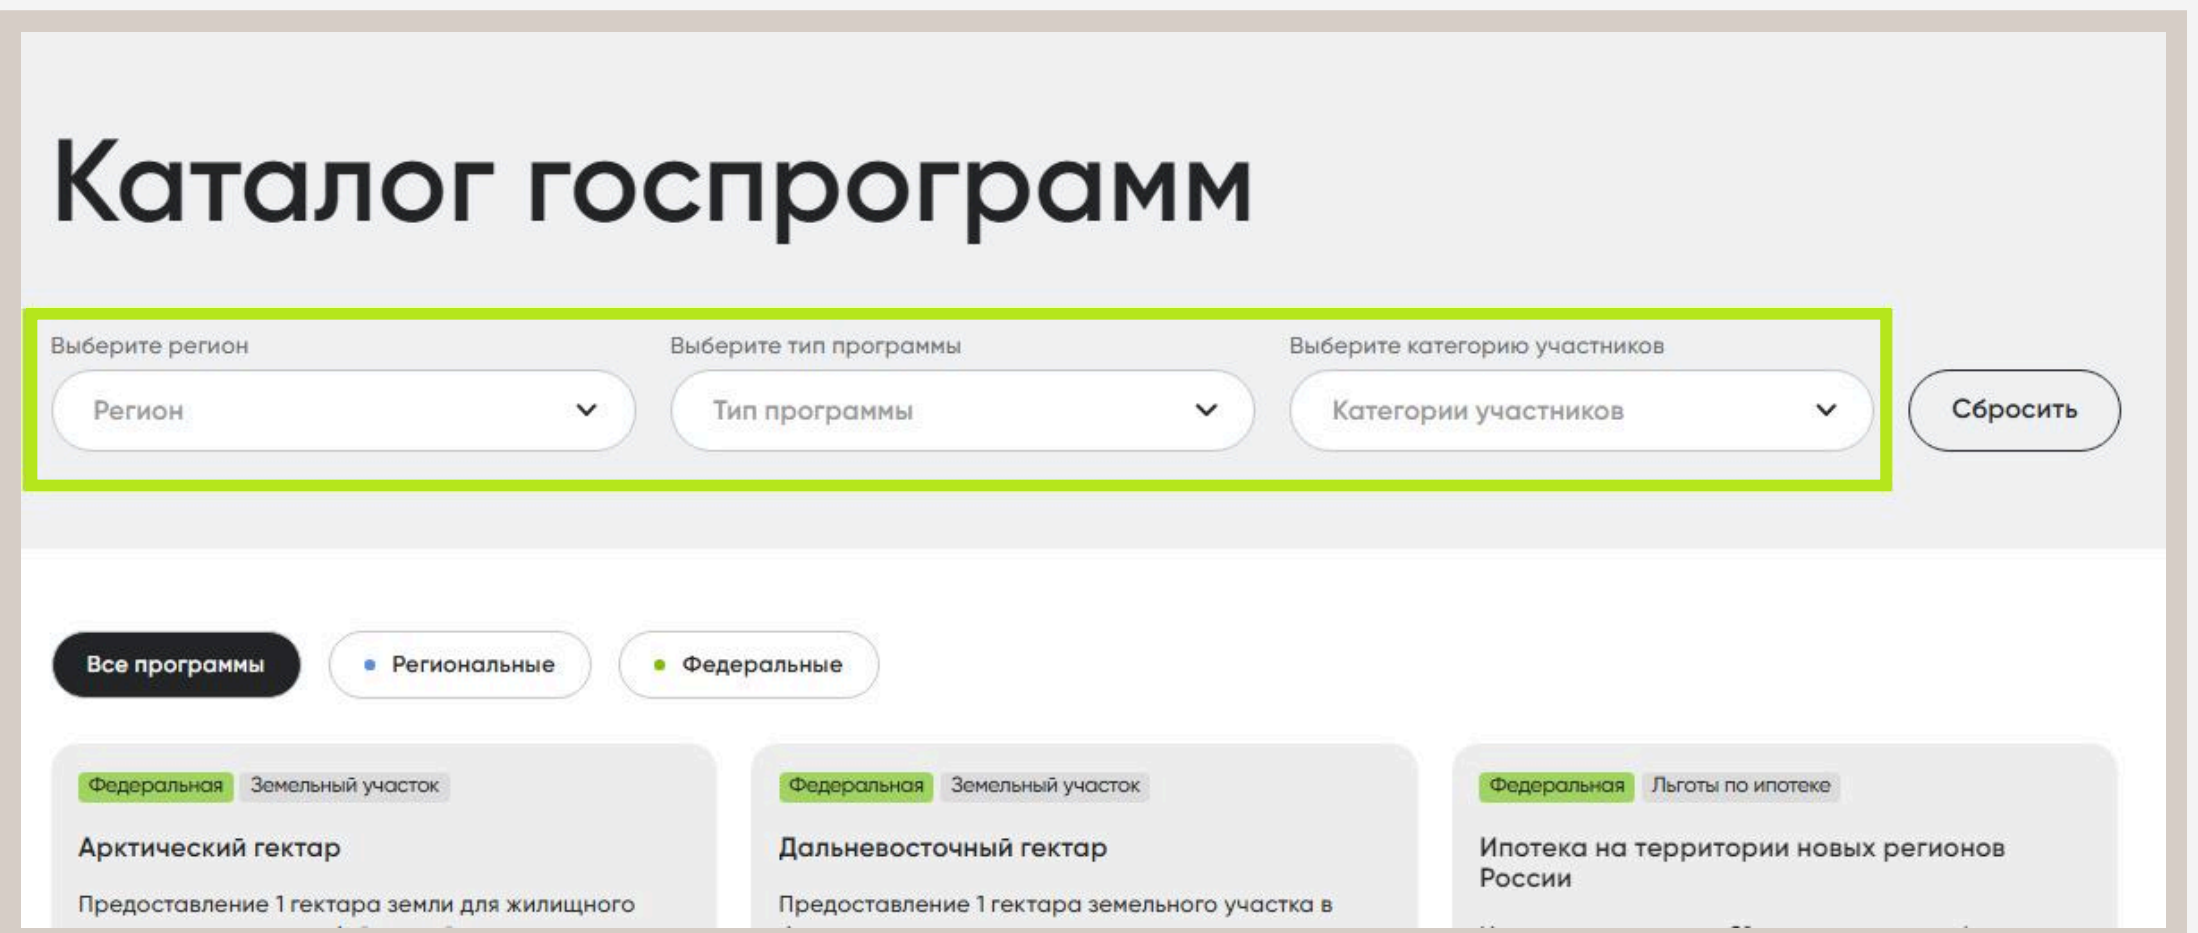 Каталог госпрограмм
Выберите регион
Выберите тип программы
Выберите категорию участников
Регион
Тип программы
Категории участников
Сбросить
Все программы
Региональные
Федеральные
Федеральная Земельный участок
Арктический гектар
Предоставление 1 гектара земли для жилищного
Федеральная Земельный участок
Дальневосточный гектар
Предоставление 1 гектара земельного участка в
Федеральная Льготы по ипотеке
Ипотека на территории новых регионов
России